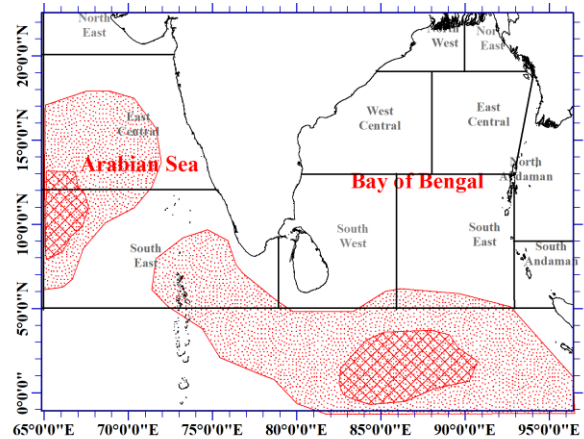 North
East
North
West
North
East
East
Central
West
Central
East
Central
Arabian Sea
Bay of Bengal
North
Andaman
South
East
South
West
South
East
South
Andaman
20°0'0"N
15°0'0"N
10°0'0"N
5°0'0"N
0°0'0"
65°0'0"E 70°0'0"E 75°0'0"E 80°0'0"E 85°0'0"E 90°0'0"E 95°0'0"E